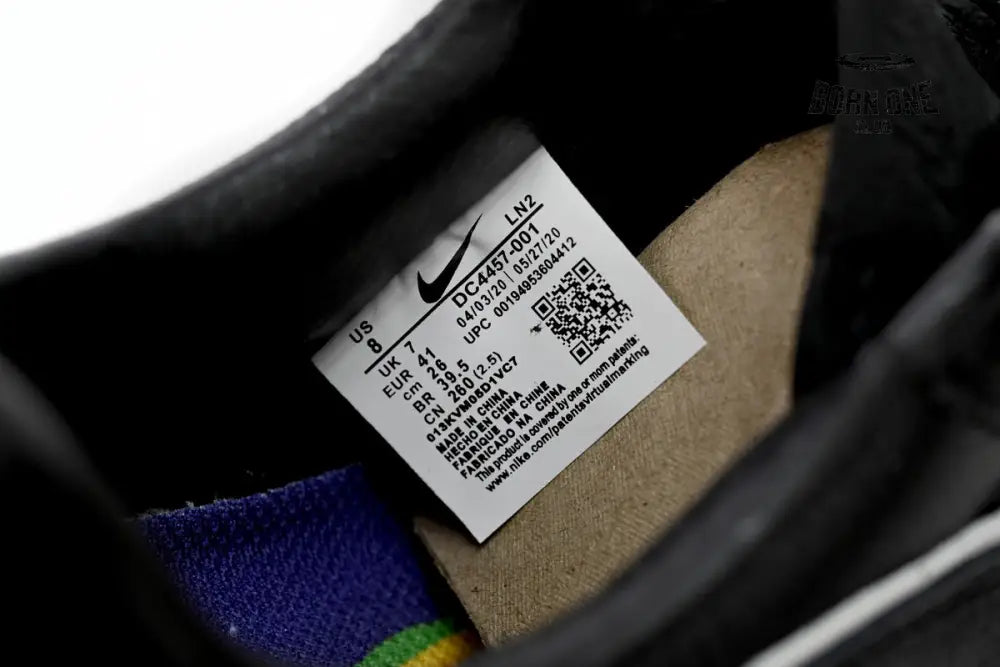 US
8
LN2
DC4457-001
04/03/20 | 05/27/20
UPC 00194953604412
UK 7
EUR 41
cm 26
BR 39.5
CN 260 (2.5)
013KVM08D1VC7
MADE IN CHINA
HECHO EN CHINA
FABRIQUE EN CHINE
FABRICADO NA CHINA
This product is covered by one or mom patents:
www.nike.com/patentsvirtualmarking
BORN ONE